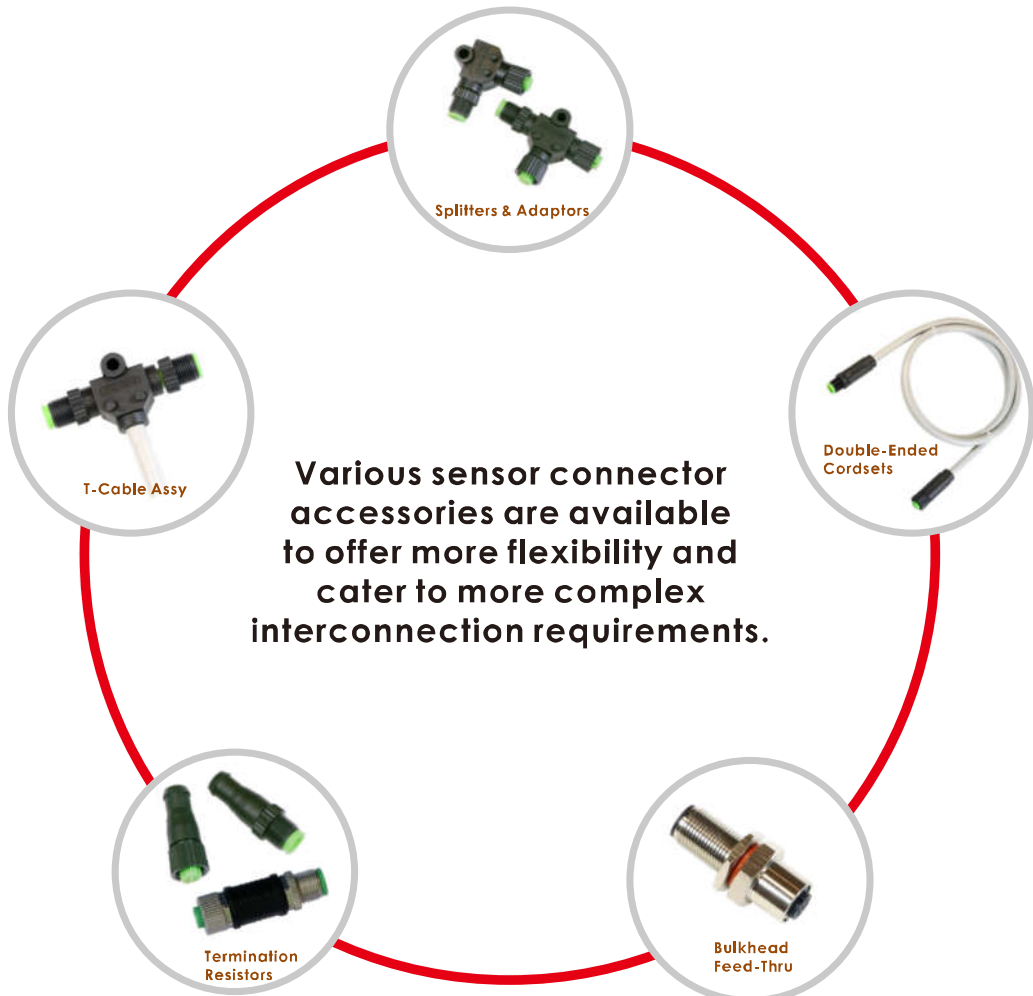 Splitters & Adaptors
Double-Ended
Cordsets
T-Cable Assy
Various sensor connector
accessories are available
to offer more flexibility and
cater to more complex
interconnection requirements.
Termination
Resistors
Bulkhead
Feed-Thru